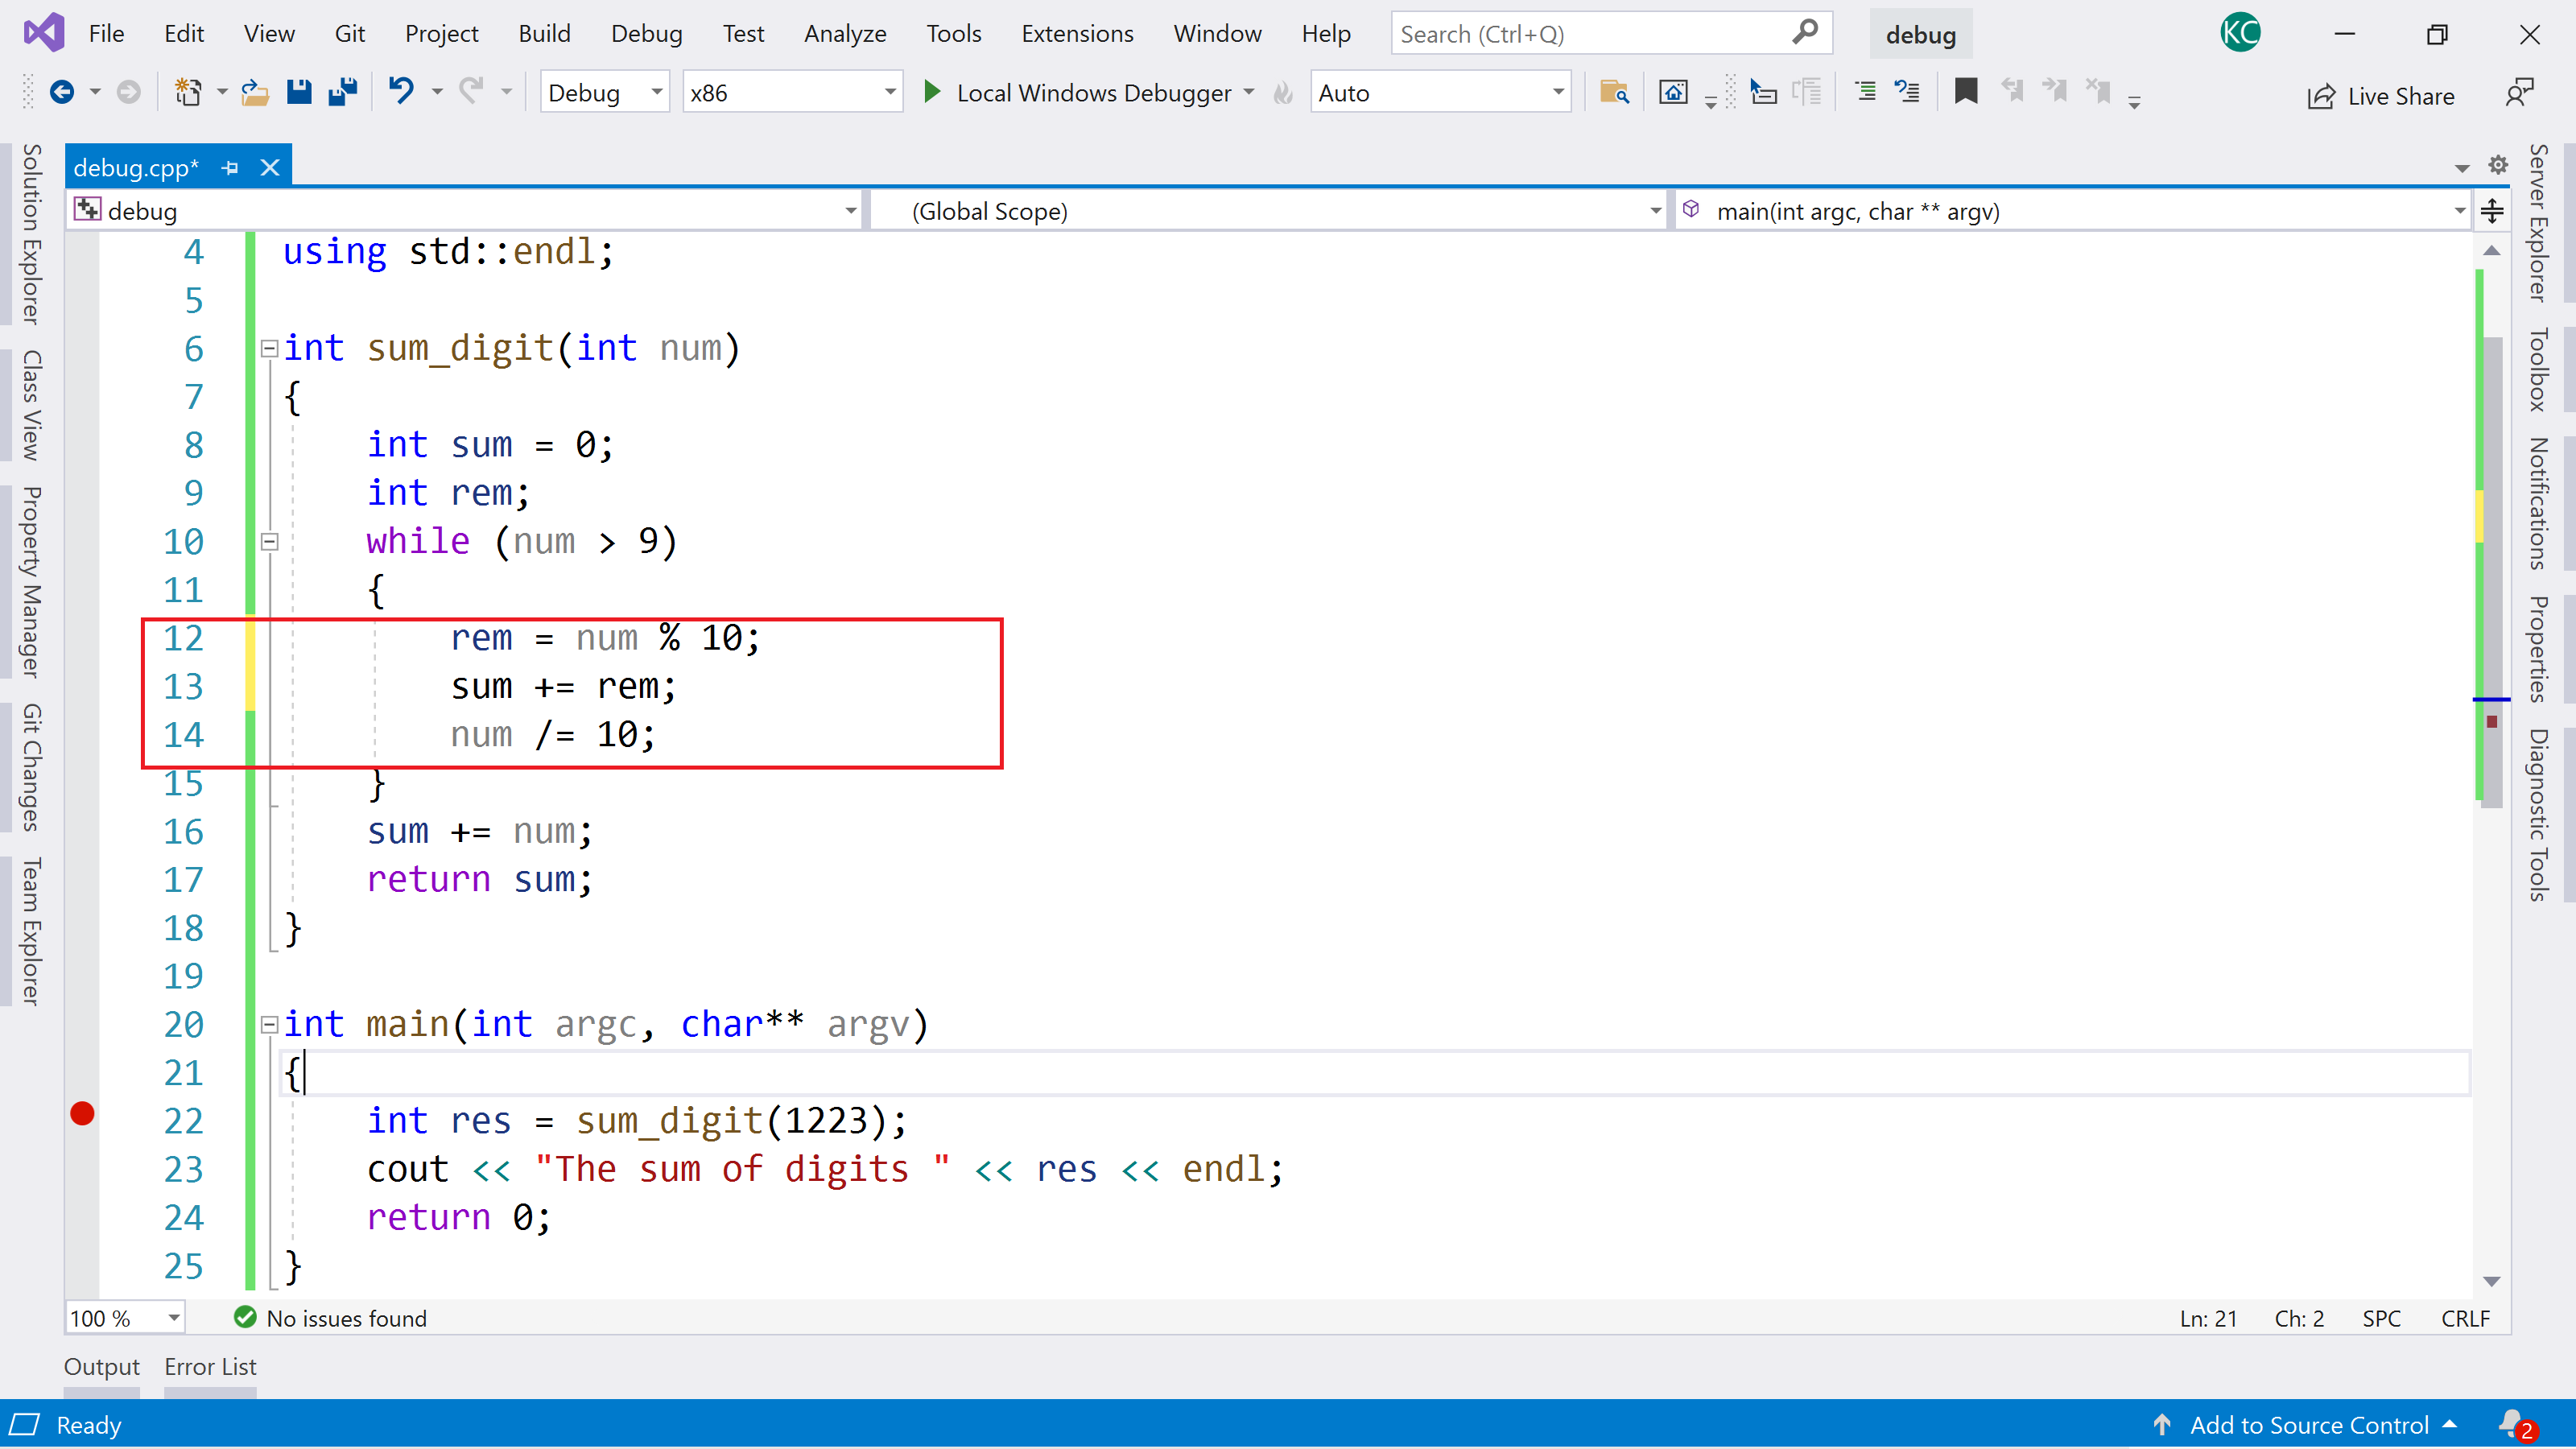 File Edit View Git Project Build Debug Test Analyze Tools Extensions Window Help Search (Ctrl+Q) debug KC
Debug x86 Local Windows Debugger Auto Live Share
debug.cpp*
debug (Global Scope) main(int argc, char ** argv)
4 using std::endl;
5
6 int sum_digit(int num)
7 {
8 int sum = 0;
9 int rem;
10 while (num > 9)
11 {
12 rem = num % 10;
13 sum += rem;
14 num /= 10;
15 }
16 sum += num;
17 return sum;
18 }
19
20 int main(int argc, char** argv)
21 {
22 int res = sum_digit(1223);
23 cout << "The sum of digits " << res << endl;
24 return 0;
25 }
100 % No issues found Ln: 21 Ch: 2 SPC CRLF
Output Error List
Ready Add to Source Control 2
Solution Explorer
Class View
Property Manager
Git Changes
Team Explorer
Server Explorer
Toolbox
Notifications
Properties
Diagnostic Tools